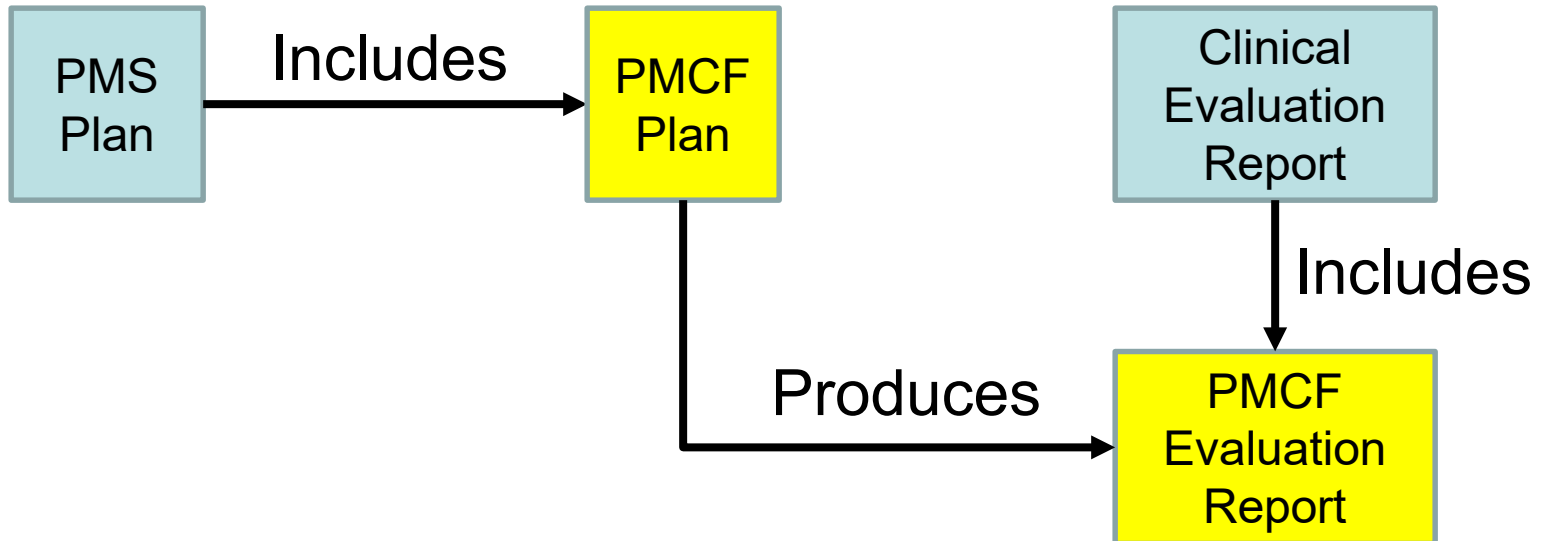 PMS
Plan
Includes
PMCF
Plan
Clinical
Evaluation
Report
Includes
Produces
PMCF
Evaluation
Report